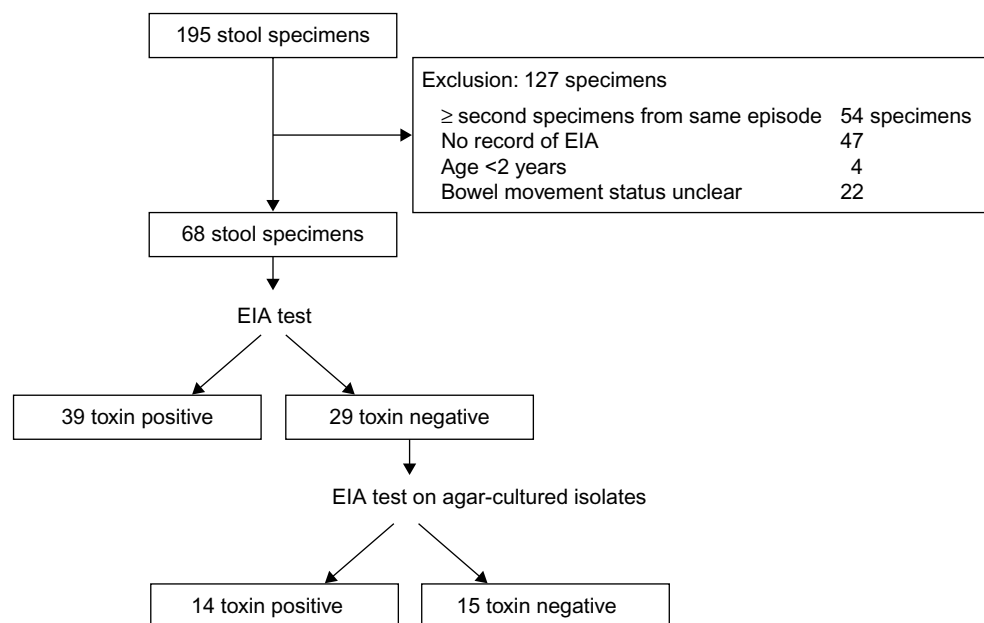 195 stool specimens
Exclusion: 127 specimens
≥ second specimens from same episode 54 specimens
No record of EIA 47
Age <2 years 4
Bowel movement status unclear 22
68 stool specimens
EIA test
39 toxin positive
29 toxin negative
EIA test on agar-cultured isolates
14 toxin positive
15 toxin negative